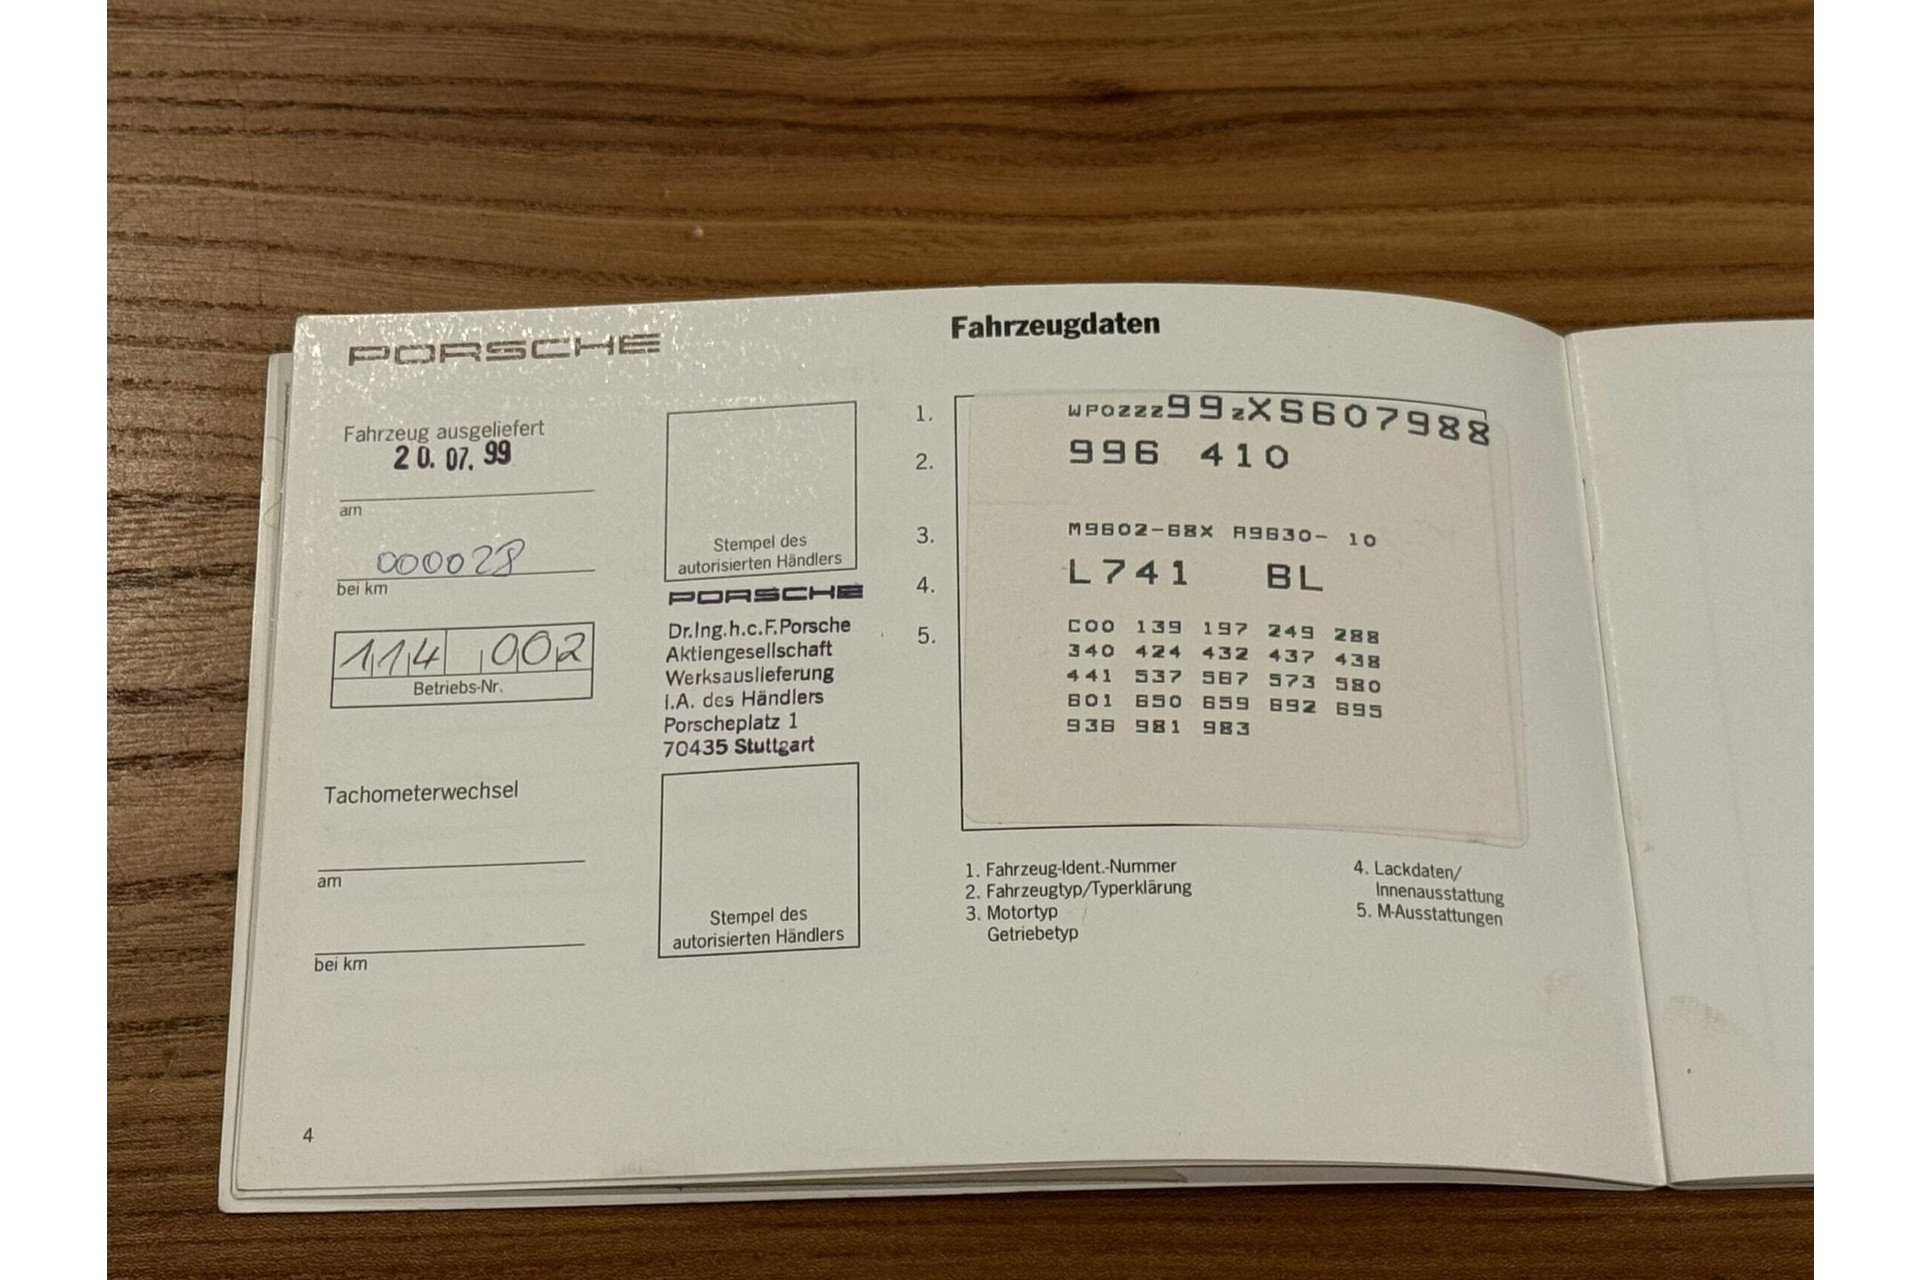 PORSCHE
Fahrzeug ausgeliefert
20. 07. 99
am
000028
bei km
114 002
Betriebs-Nr.
Tachometerwechsel
am
bei km
Stempel des
autorisierten Händlers
PORSCHE
Dr.Ing.h.c.F.Porsche
Aktiengesellschaft
Werksauslieferung
I.A. des Händlers
Porscheplatz 1
70435 Stuttgart
Stempel des
autorisierten Händlers
Fahrzeugdaten
1. WP0ZZZ99ZXS607988
2. 996 410
3. M9602-68X A9630- 10
4. L741 BL
5. C00 139 197 249 288
340 424 432 437 438
441 537 567 573 580
601 650 659 692 695
936 981 983
1. Fahrzeug-Ident.-Nummer
2. Fahrzeugtyp/Typerklärung
3. Motortyp
Getriebetyp
4. Lackdaten/
Innenausstattung
5. M-Ausstattungen
4